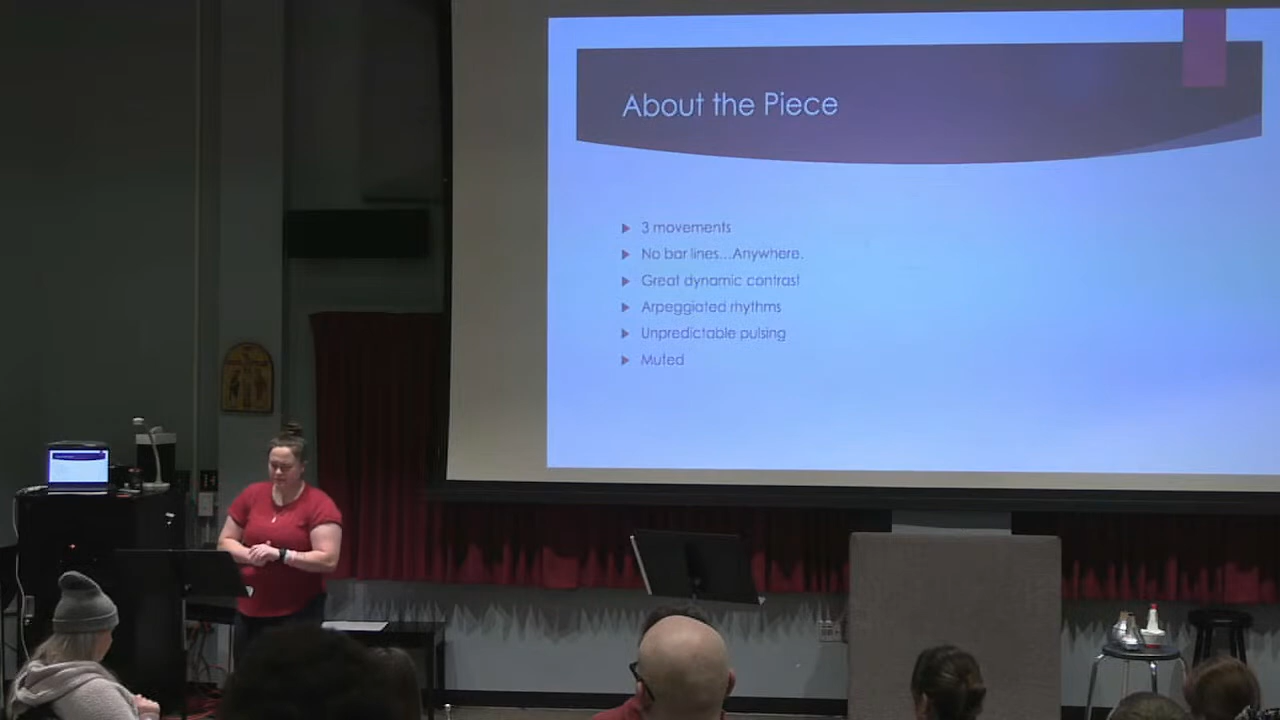 About the Piece
3 movements
No bar lines...Anywhere.
Great dynamic contrast
Arpeggiated rhythms
Unpredictable pulsing
Muted